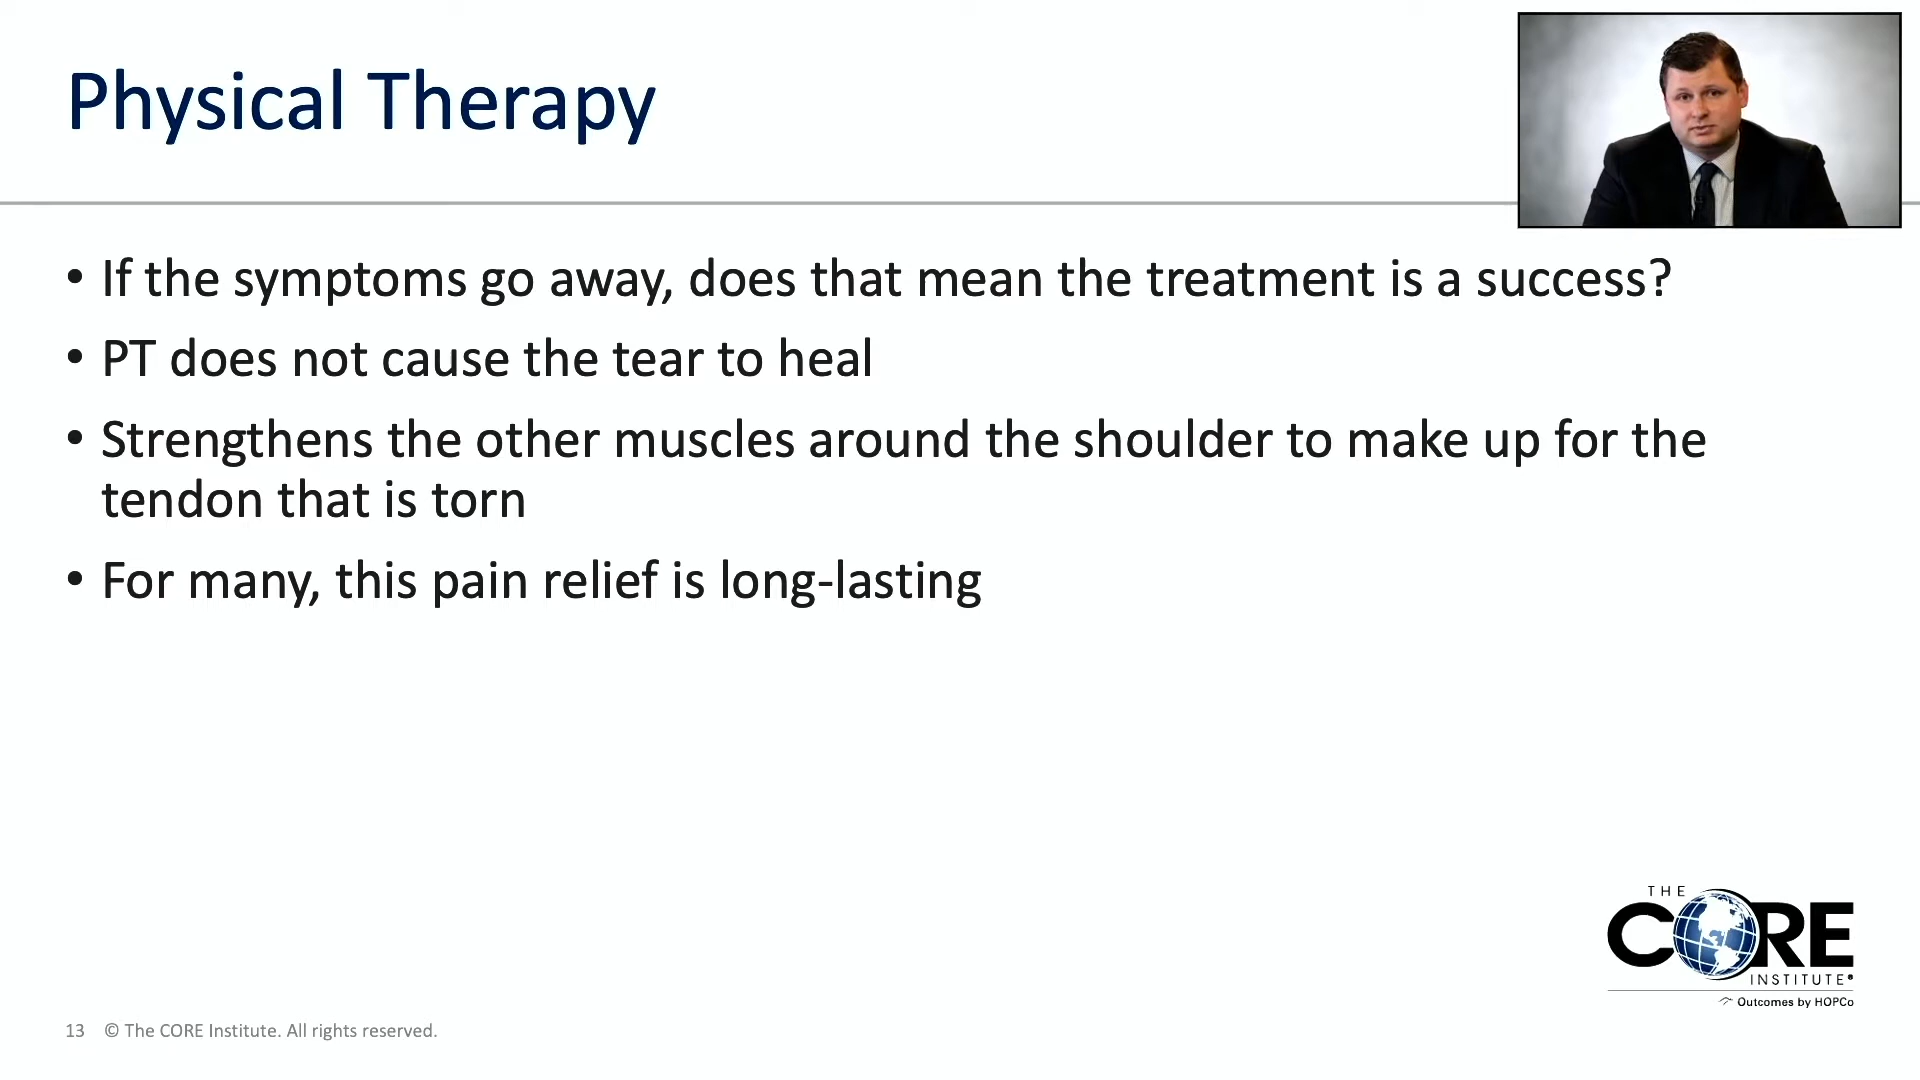 Physical Therapy
• If the symptoms go away, does that mean the treatment is a success?
• PT does not cause the tear to heal
• Strengthens the other muscles around the shoulder to make up for the
tendon that is torn
• For many, this pain relief is long-lasting
THE
CORE
INSTITUTE®
Outcomes by HOPCo
13 © The CORE Institute. All rights reserved.